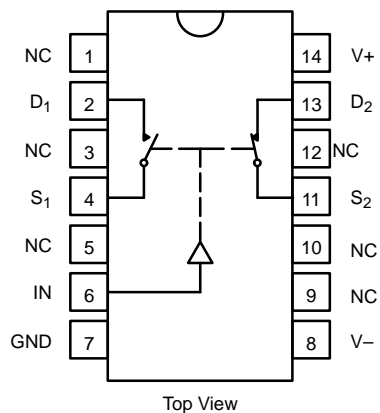 NC 1 14 V+
D1 2 13 D2
NC 3 12 NC
S1 4 11 S2
NC 5 10 NC
IN 6 9 NC
GND 7 8 V–
Top View